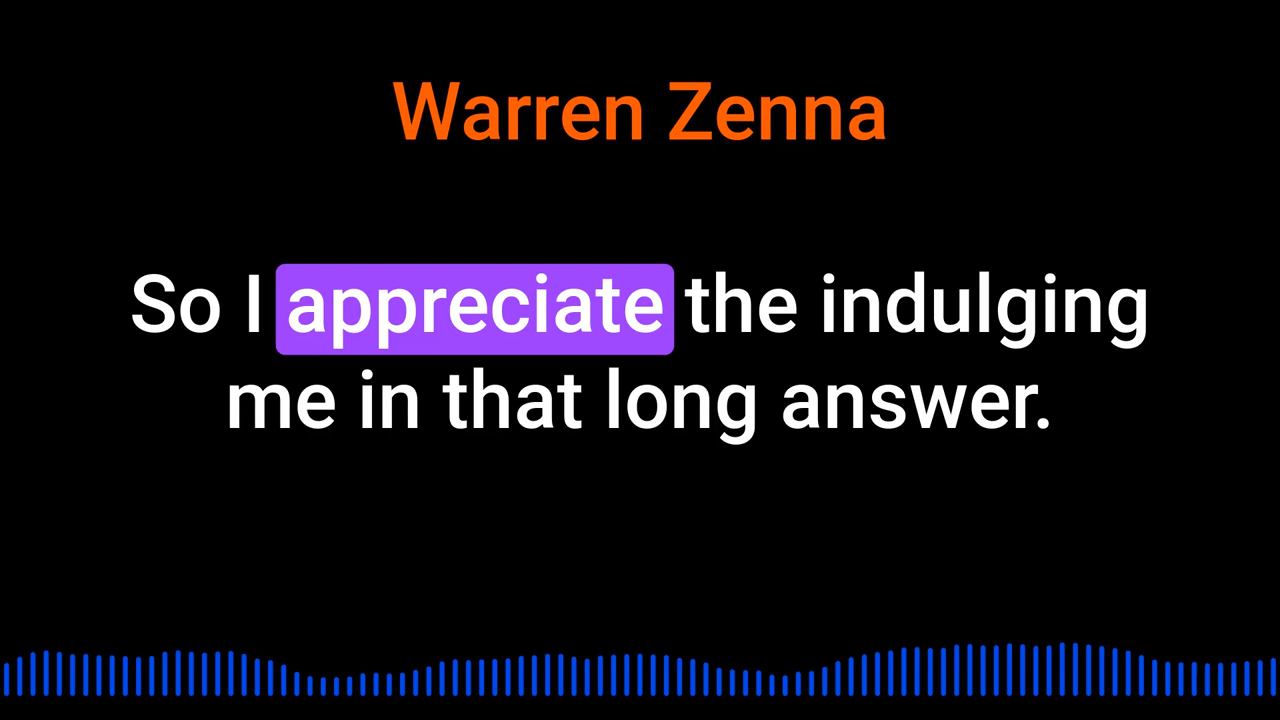 Warren Zenna
So I appreciate the indulging
me in that long answer.